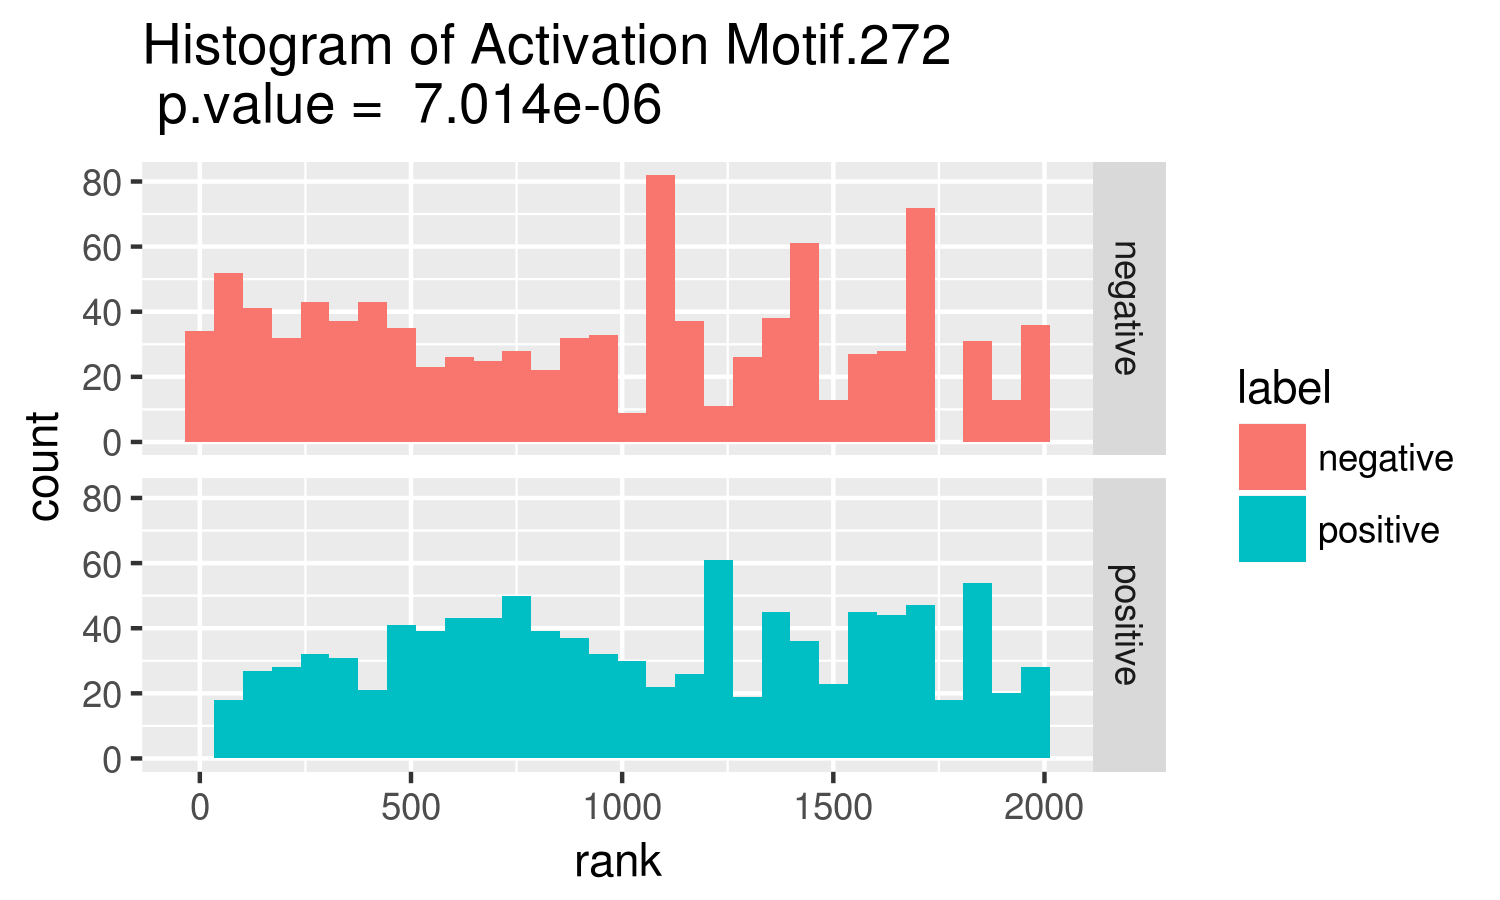 Histogram of Activation Motif.272
p.value = 7.014e-06
80
60
40
20
0
negative
80
60
40
20
0
positive
count
0 500 1000 1500 2000
rank
label
negative
positive